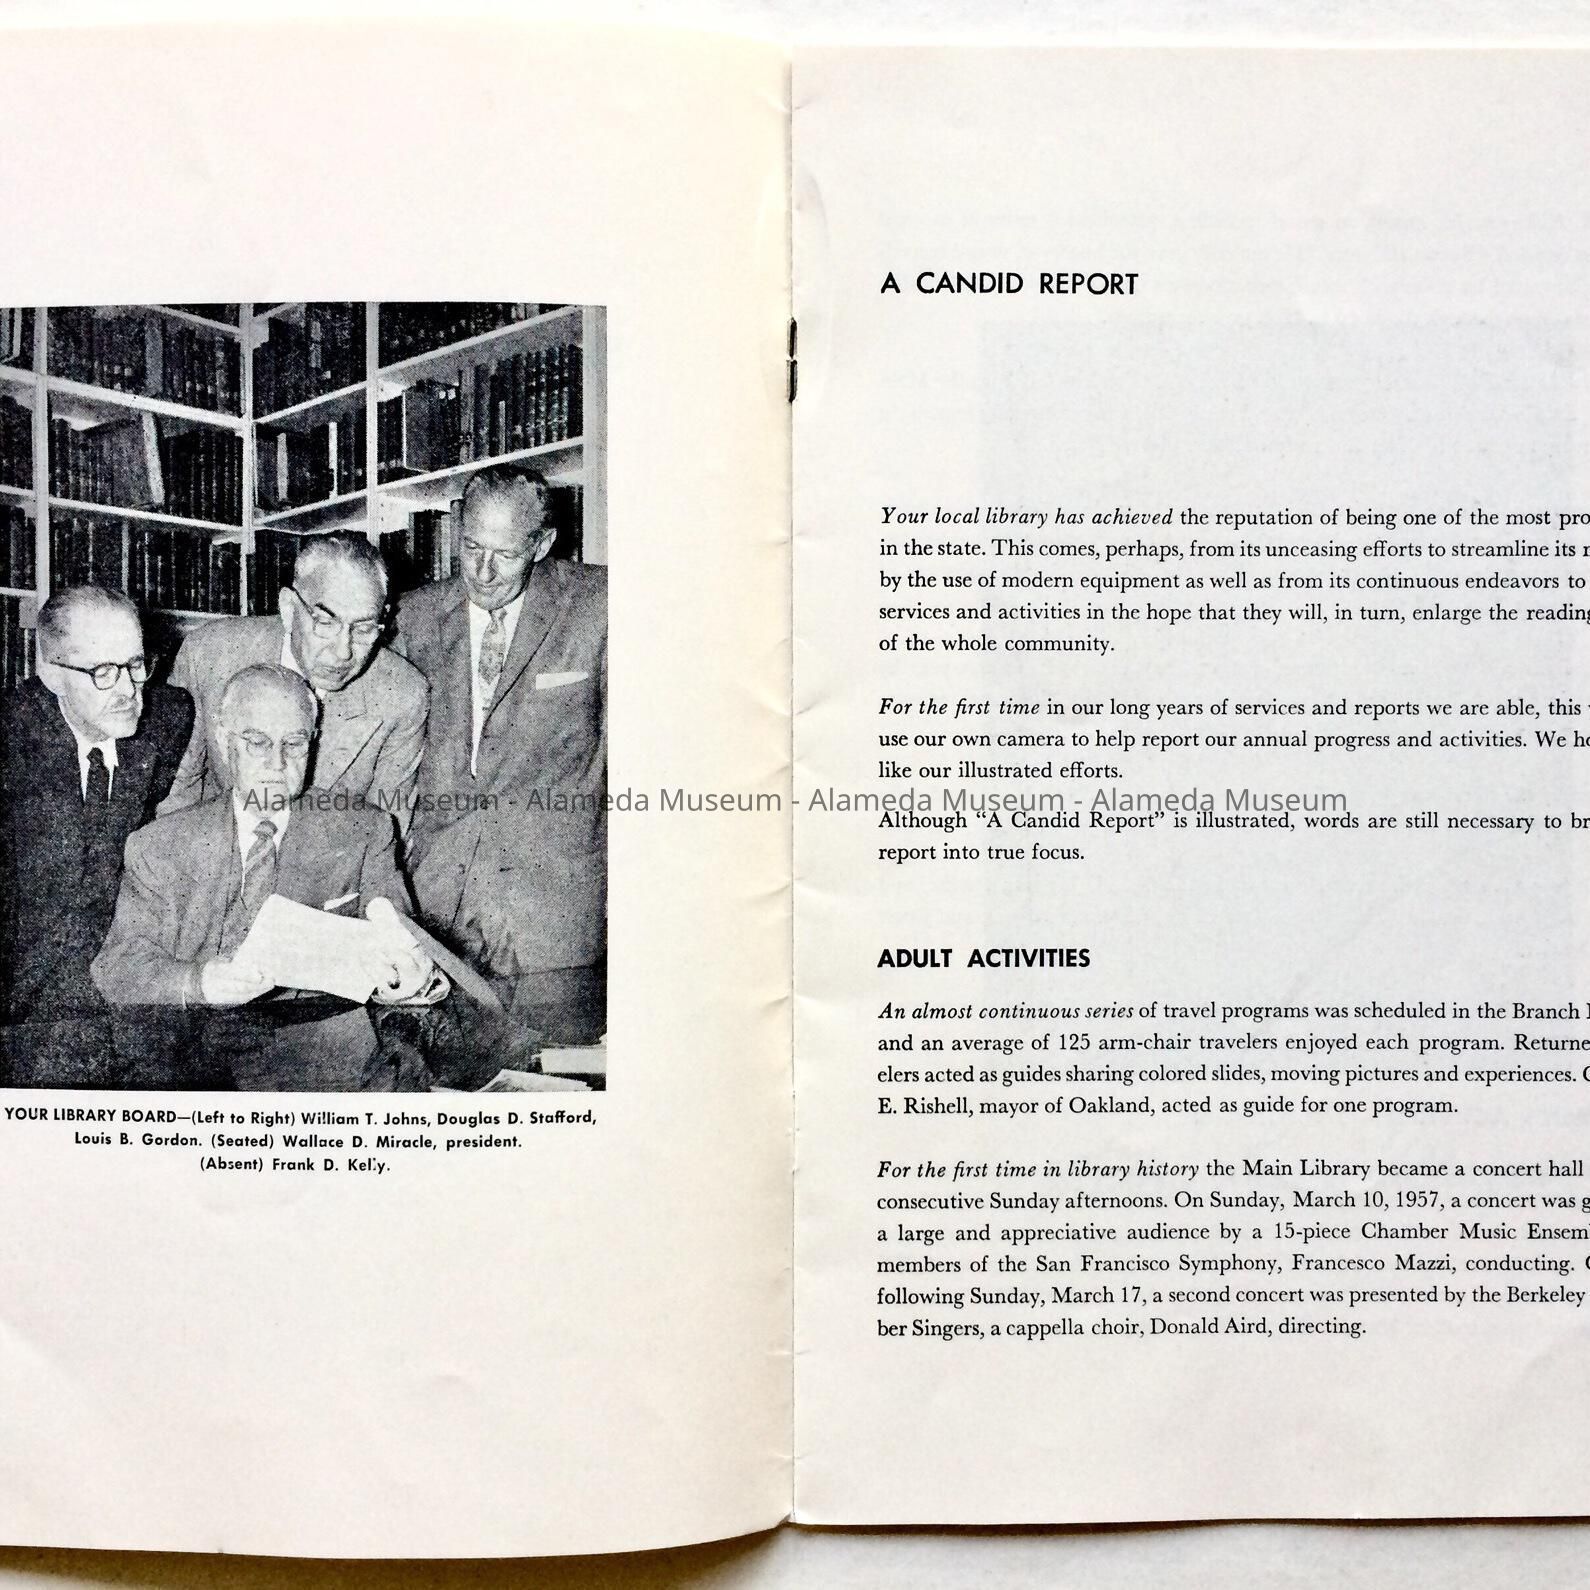 YOUR LIBRARY BOARD—(Left to Right) William T. Johns, Douglas D. Stafford,
Louis B. Gordon. (Seated) Wallace D. Miracle, president.
(Absent) Frank D. Kelly.
A CANDID REPORT
Your local library has achieved the reputation of being one of the most
in the state. This comes, perhaps, from its unceasing efforts to streamline its
by the use of modern equipment as well as from its continuous endeavors to
services and activities in the hope that they will, in turn, enlarge the reading
of the whole community.
For the first time in our long years of services and reports we are able, this
use our own camera to help report our annual progress and activities. We
like our illustrated efforts.
Alameda Museum - Alameda Museum - Alameda Museum - Alameda Museum
Although “A Candid Report” is illustrated, words are still necessary to
report into true focus.
ADULT ACTIVITIES
An almost continuous series of travel programs was scheduled in the Branch
and an average of 125 arm-chair travelers enjoyed each program.
elers acted as guides sharing colored slides, moving pictures and experiences.
E. Rishell, mayor of Oakland, acted as guide for one program.
For the first time in library history the Main Library became a concert hall
consecutive Sunday afternoons. On Sunday, March 10, 1957, a concert was
a large and appreciative audience by a 15-piece Chamber Music
members of the San Francisco Symphony, Francesco Mazzi, conducting.
following Sunday, March 17, a second concert was presented by the Berkeley
ber Singers, a cappella choir, Donald Aird, directing.